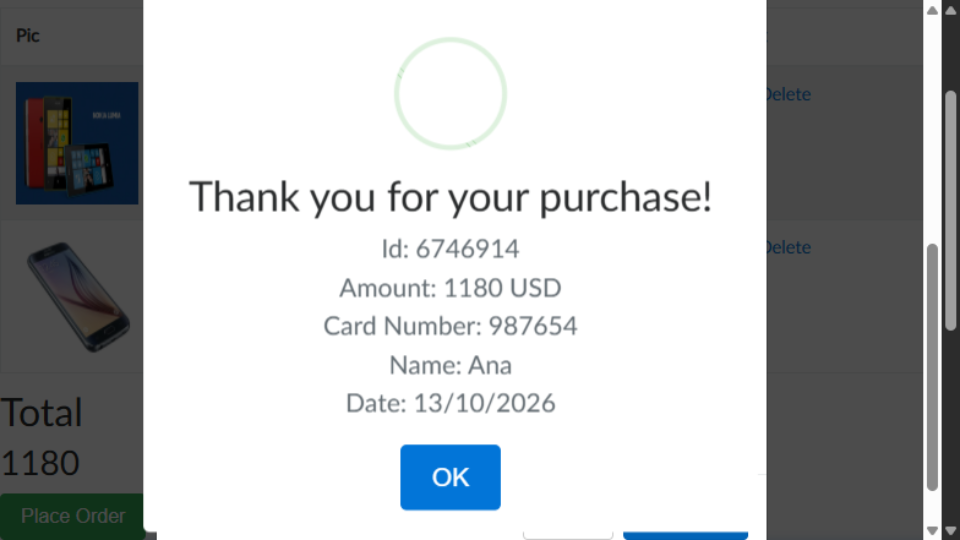 Pic
Thank you for your purchase!
Id: 6746914
Amount: 1180 USD
Card Number: 987654
Name: Ana
Date: 13/10/2026
OK
Delete
Delete
Total
1180
Place Order